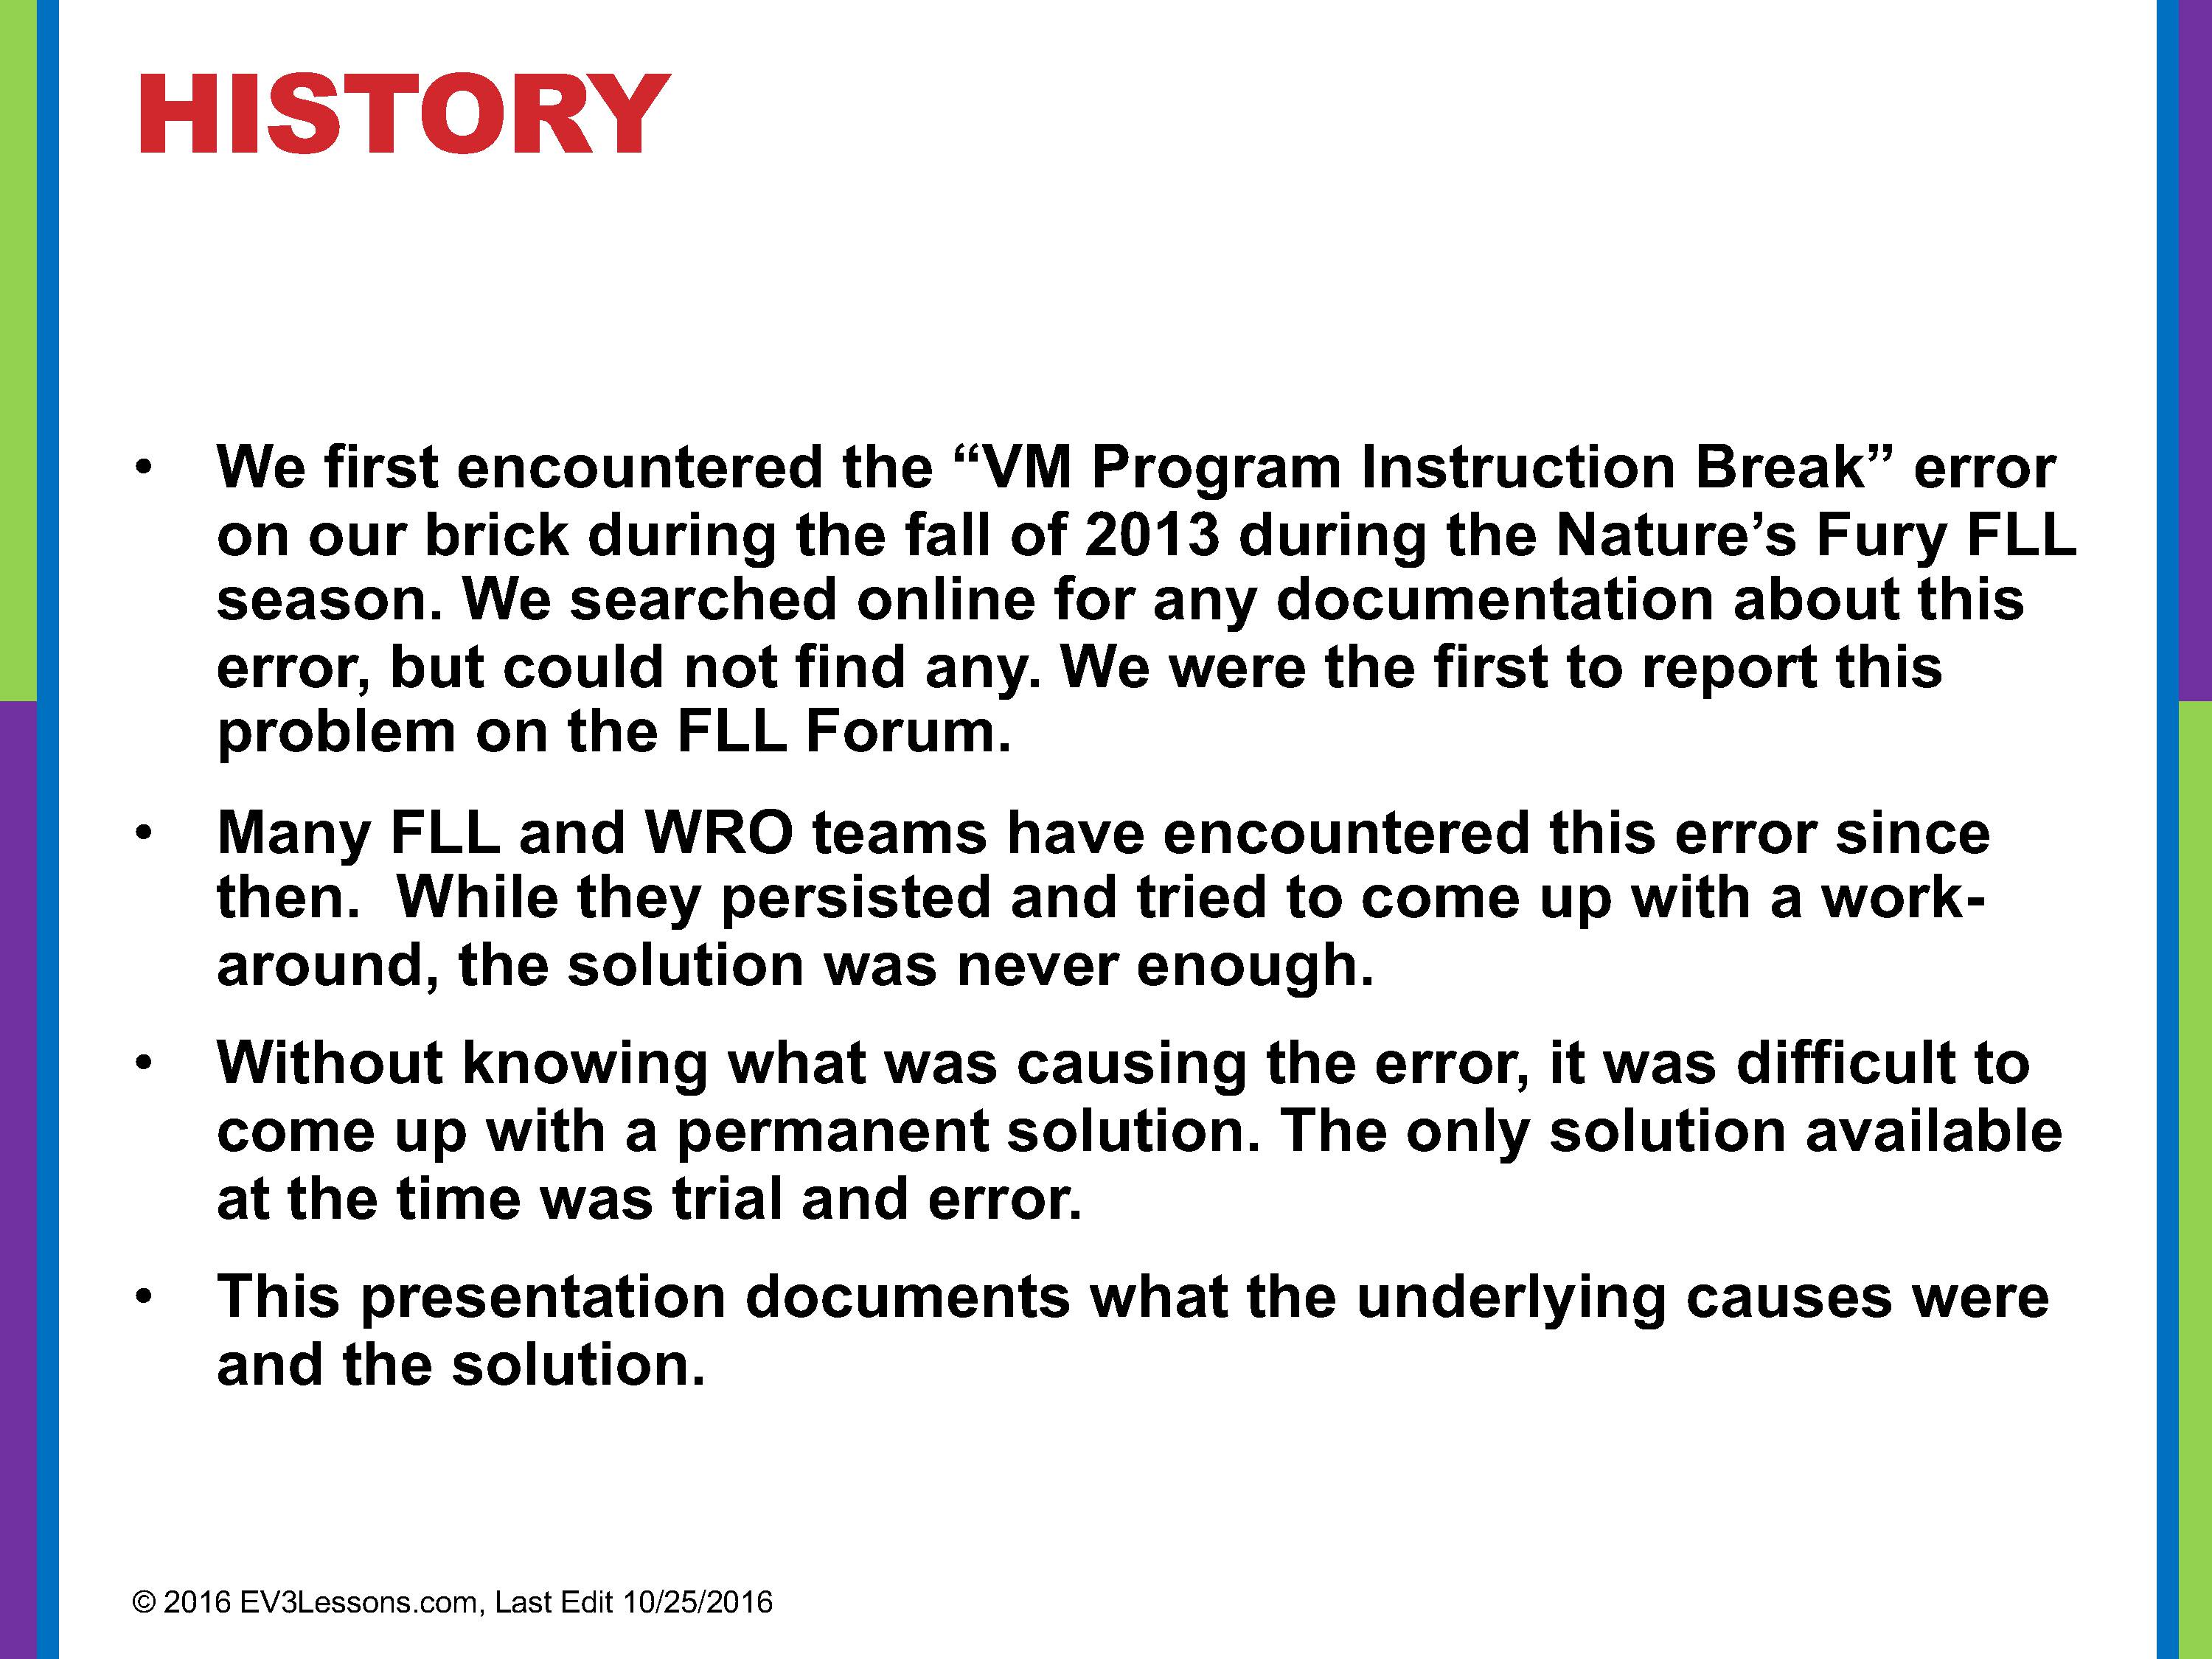 HISTORY
• We first encountered the “VM Program Instruction Break” error
on our brick during the fall of 2013 during the Nature’s Fury FLL
season. We searched online for any documentation about this
error, but could not find any. We were the first to report this
problem on the FLL Forum.
• Many FLL and WRO teams have encountered this error since
then. While they persisted and tried to come up with a work-
around, the solution was never enough.
• Without knowing what was causing the error, it was difficult to
come up with a permanent solution. The only solution available
at the time was trial and error.
• This presentation documents what the underlying causes were
and the solution.
© 2016 EV3Lessons.com, Last Edit 10/25/2016